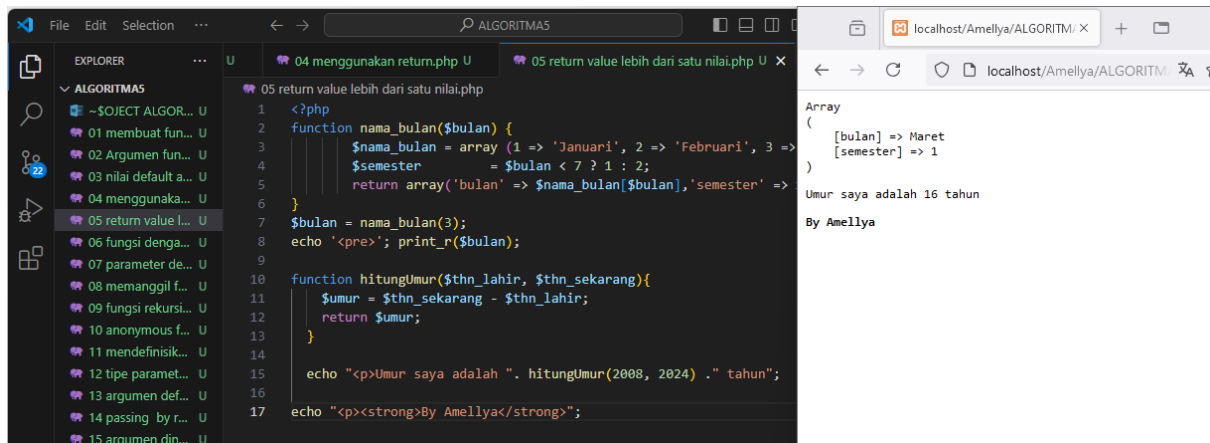 File Edit Selection ...
ALGORITMA5
EXPLORER ...
ALGORITMA5
~$OJECT ALGOR... U
01 membuat fun... U
02 Argumen fun... U
03 nilai default a... U
04 menggunaka... U
05 return value l... U
06 fungsi denga... U
07 parameter de... U
08 memanggil f... U
09 fungsi rekursi... U
10 anonymous f... U
11 mendefinisik... U
12 tipe paramet... U
13 argumen def... U
14 passing by r... U
15 argumen din... U
22
U 04 menggunakan return.php U 05 return value lebih dari satu nilai.php U
05 return value lebih dari satu nilai.php
1 <?php
2 function nama_bulan($bulan) {
3 $nama_bulan = array (1 => 'Januari', 2 => 'Februari', 3 =>
4 $semester = $bulan < 7 ? 1 : 2;
5 return array('bulan' => $nama_bulan[$bulan],'semester' =>
6 }
7 $bulan = nama_bulan(3);
8 echo '<pre>'; print_r($bulan);
9
10 function hitungUmur($thn_lahir, $thn_sekarang){
11 $umur = $thn_sekarang - $thn_lahir;
12 return $umur;
13 }
14
15 echo "<p>Umur saya adalah ". hitungUmur(2008, 2024) ." tahun";
16
17 echo "<p><strong>By Amellya</strong>";
localhost/Amellya/ALGORITM
localhost/Amellya/ALGORITM
Array
(
[bulan] => Maret
[semester] => 1
)
Umur saya adalah 16 tahun
By Amellya